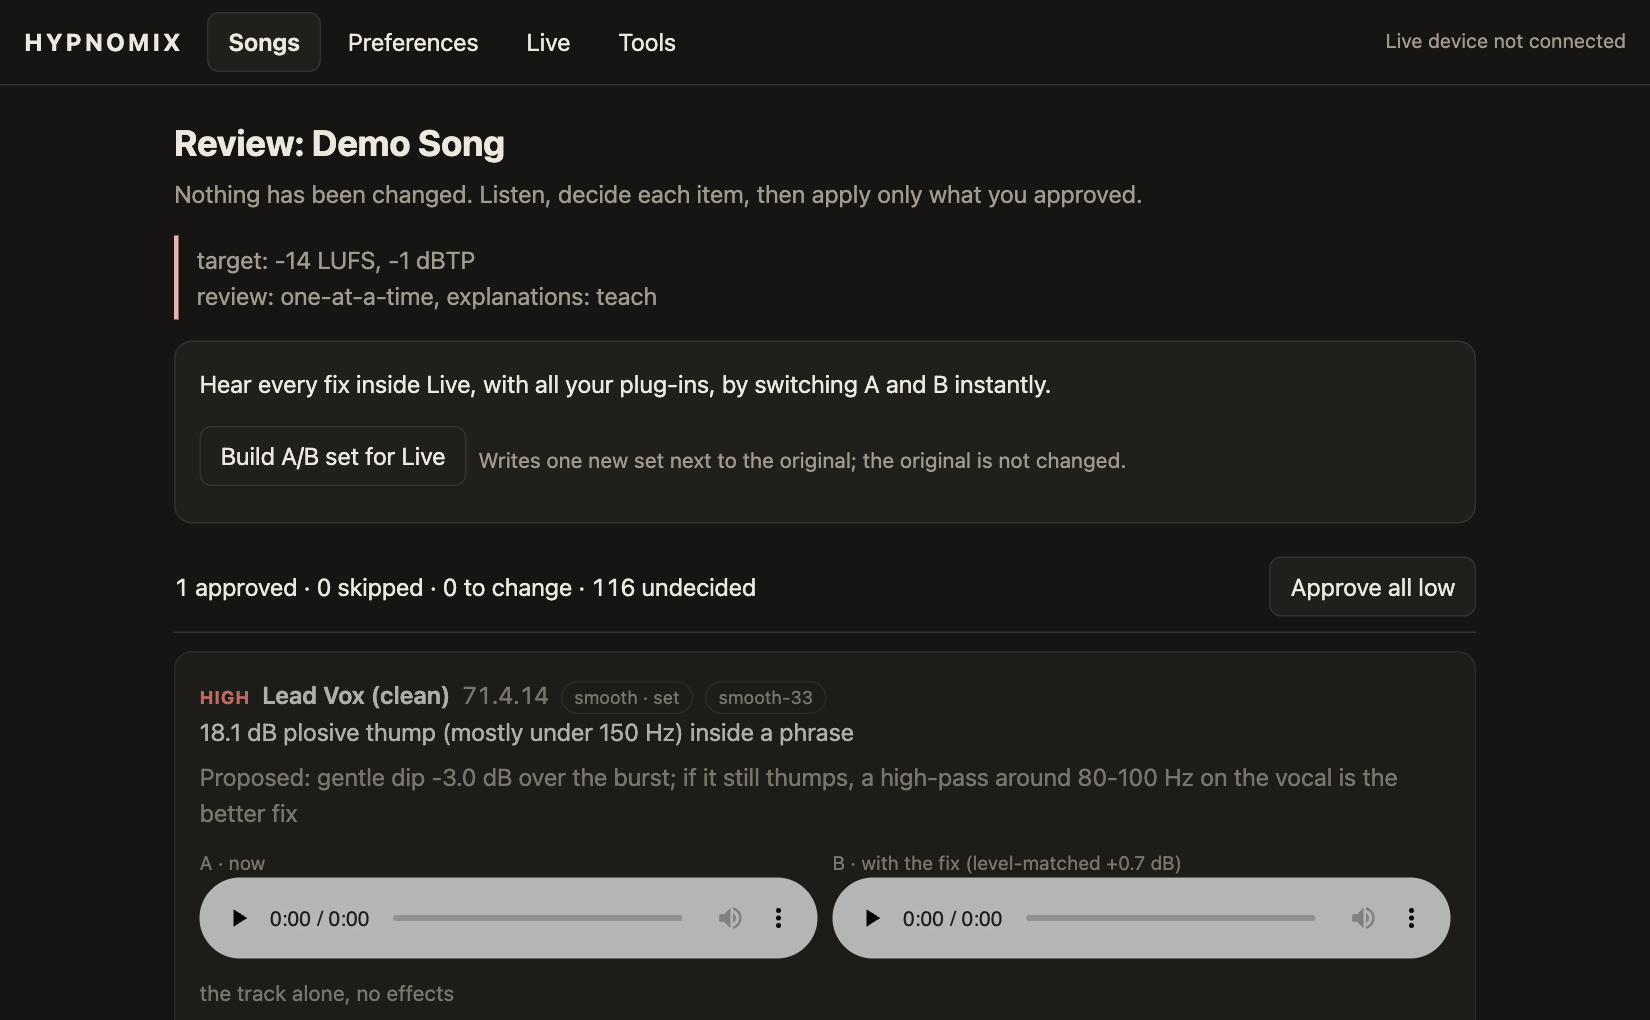 HYPNOMIX Songs Preferences Live Tools Live device not connected
Review: Demo Song
Nothing has been changed. Listen, decide each item, then apply only what you approved.
target: -14 LUFS, -1 dBTP
review: one-at-a-time, explanations: teach
Hear every fix inside Live, with all your plug-ins, by switching A and B instantly.
Build A/B set for Live Writes one new set next to the original; the original is not changed.
1 approved · 0 skipped · 0 to change · 116 undecided Approve all low
HIGH Lead Vox (clean) 71.4.14 smooth · set smooth-33
18.1 dB plosive thump (mostly under 150 Hz) inside a phrase
Proposed: gentle dip -3.0 dB over the burst; if it still thumps, a high-pass around 80-100 Hz on the vocal is the
better fix
A · now B · with the fix (level-matched +0.7 dB)
0:00 / 0:00 0:00 / 0:00
the track alone, no effects